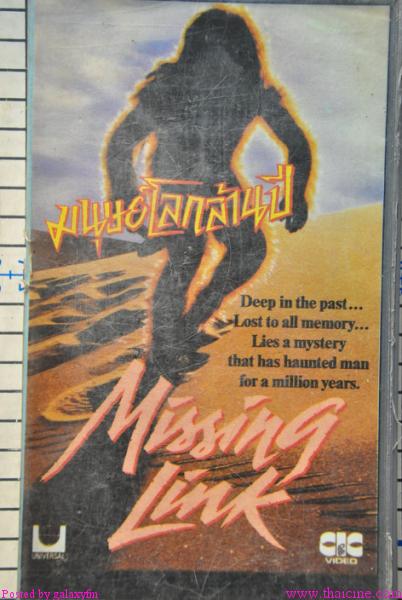 มนุษย์โลกล้านปี
Deep in the past...
Lost to all memory...
Lies a mystery
that has haunted man
for a million years.
Missing
Link
UNIVERSAL
CIC
VIDEO
Posted by galaxyfin
www.thaicine.com